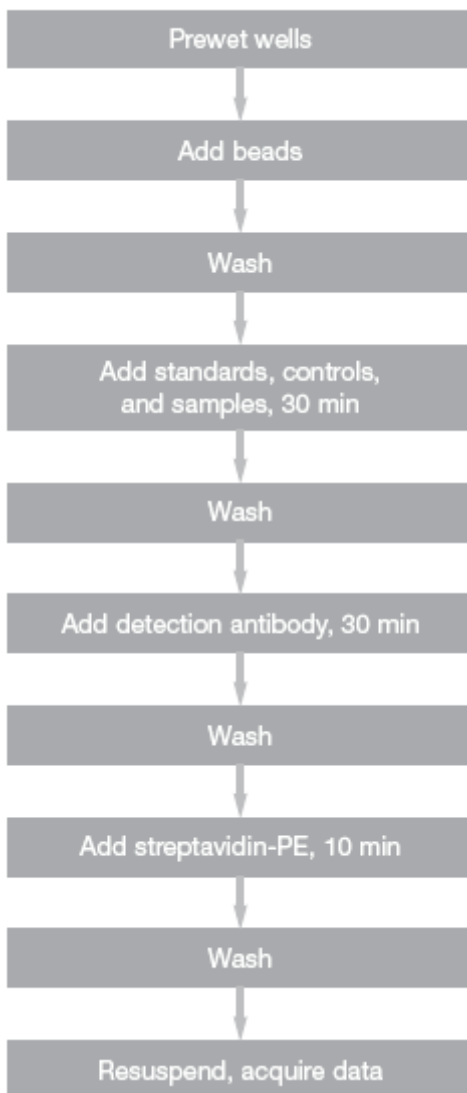 Prewet wells
Add beads
Wash
Add standards, controls,
and samples, 30 min
Wash
Add detection antibody, 30 min
Wash
Add streptavidin-PE, 10 min
Wash
Resuspend, acquire data